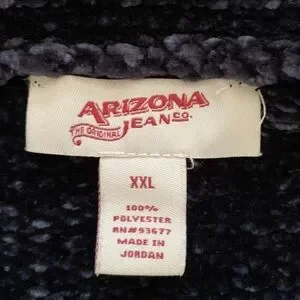 ARIZONA
THE ORIGINAL JEAN CO.
XXL
100%
POLYESTER
RN#93677
MADE IN
JORDAN